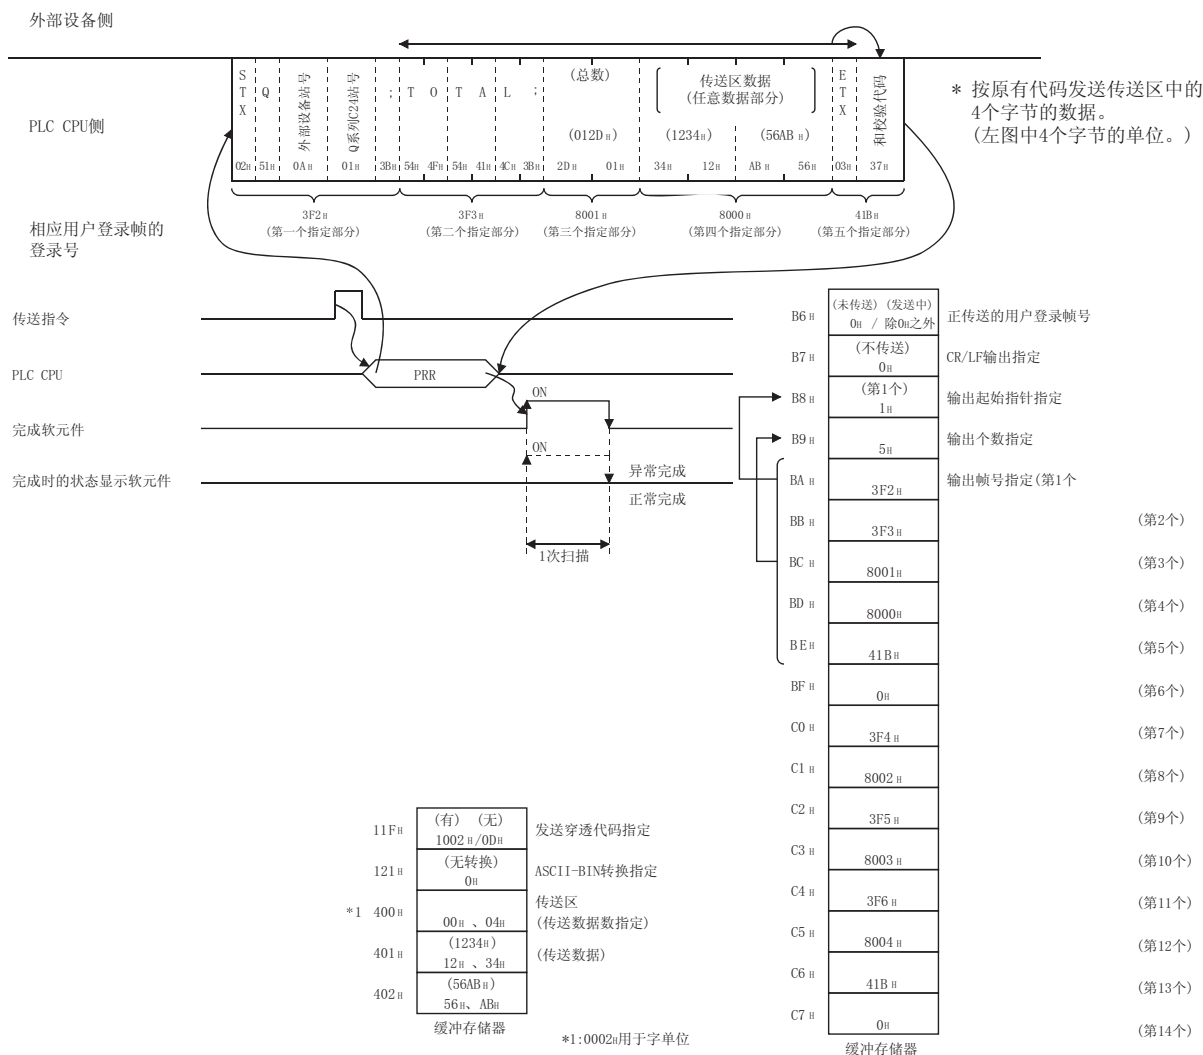 外部设备侧
PLC CPU侧
S T X
Q
外部设备站号
Q系列C24站号
; T O T A L ;
(总数)
(012DH)
传送区数据
(任意数据部分)
(1234H) (56ABH)
E T X
和校验代码
02H 51H 0AH 01H 3BH 54H 4FH 54H 41H 4CH 3BH 2DH 01H 34H 12H ABH 56H 03H 37H
* 按原有代码发送传送区中的
4个字节的数据。
(左图中4个字节的单位。)
相应用户登录帧的
登录号
3F2H
(第一个指定部分)
3F3H
(第二个指定部分)
8001H
(第三个指定部分)
8000H
(第四个指定部分)
41BH
(第五个指定部分)
传送指令
PLC CPU
PRR
完成软元件
ON
完成时的状态显示软元件
ON
异常完成
正常完成
1次扫描
B6H (未传送) (发送中) 正传送的用户登录帧号
0H / 除0H之外
B7H (不传送) CR/LF输出指定
0H
B8H (第1个) 输出起始指针指定
1H
B9H 5H 输出个数指定
BAH 3F2H 输出帧号指定(第1个
BBH 3F3H (第2个)
BCH 8001H (第3个)
BDH 8000H (第4个)
BEH 41BH (第5个)
BFH 0H (第6个)
C0H 3F4H (第7个)
C1H 8002H (第8个)
C2H 3F5H (第9个)
C3H 8003H (第10个)
C4H 3F6H (第11个)
C5H 8004H (第12个)
C6H 41BH (第13个)
C7H 0H (第14个)
缓冲存储器
11FH (有) (无) 发送穿透代码指定
1002H/0DH
121H (无转换) ASCII-BIN转换指定
0H
*1 400H 传送区
00H、04H (传送数据数指定)
401H (1234H) (传送数据)
12H、34H
402H (56ABH)
56H、ABH
缓冲存储器
*1:0002H用于字单位